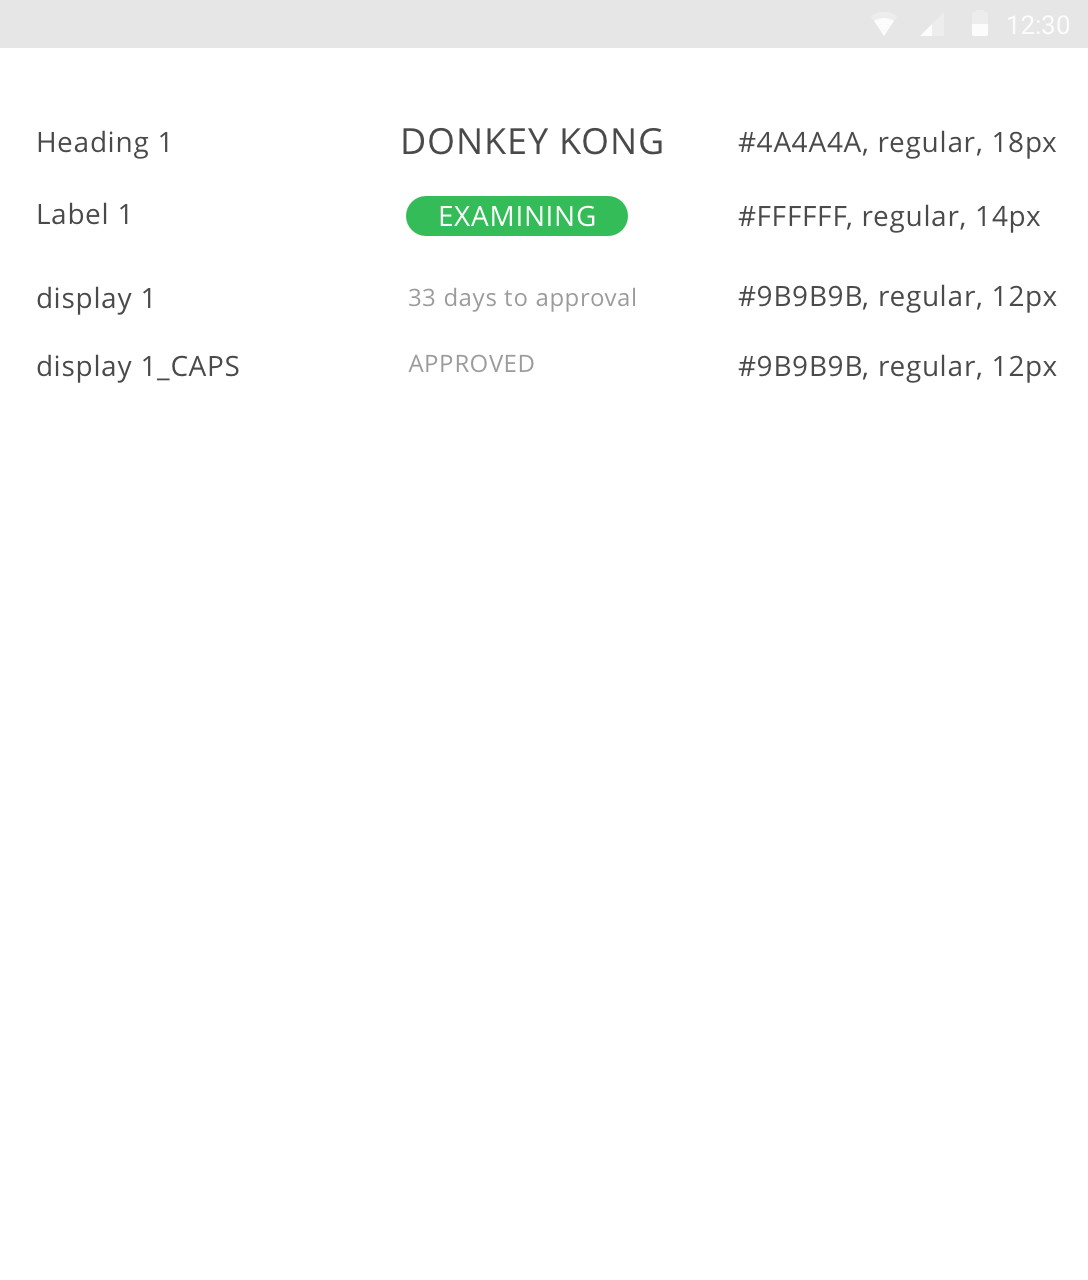 12:30
Heading 1 DONKEY KONG #4A4A4A, regular, 18px
Label 1 EXAMINING #FFFFFF, regular, 14px
display 1 33 days to approval #9B9B9B, regular, 12px
display 1_CAPS APPROVED #9B9B9B, regular, 12px